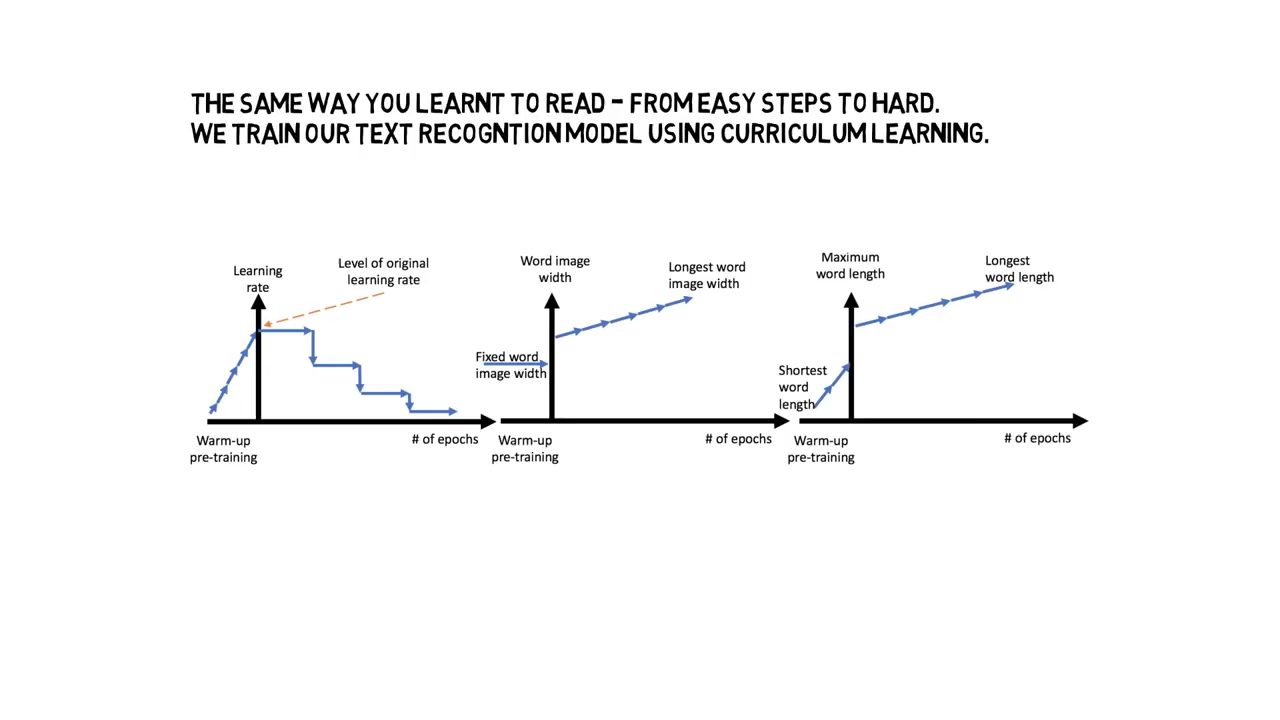 THE SAME WAY YOU LEARNT TO READ – FROM EASY STEPS TO HARD.
WE TRAIN OUR TEXT RECOGNTION MODEL USING CURRICULUM LEARNING.
Learning
rate
Level of original
learning rate
Warm-up
pre-training
# of epochs
Word image
width
Longest word
image width
Fixed word
image width
Warm-up
pre-training
# of epochs
Maximum
word length
Longest
word length
Shortest
word
length
Warm-up
pre-training
# of epochs